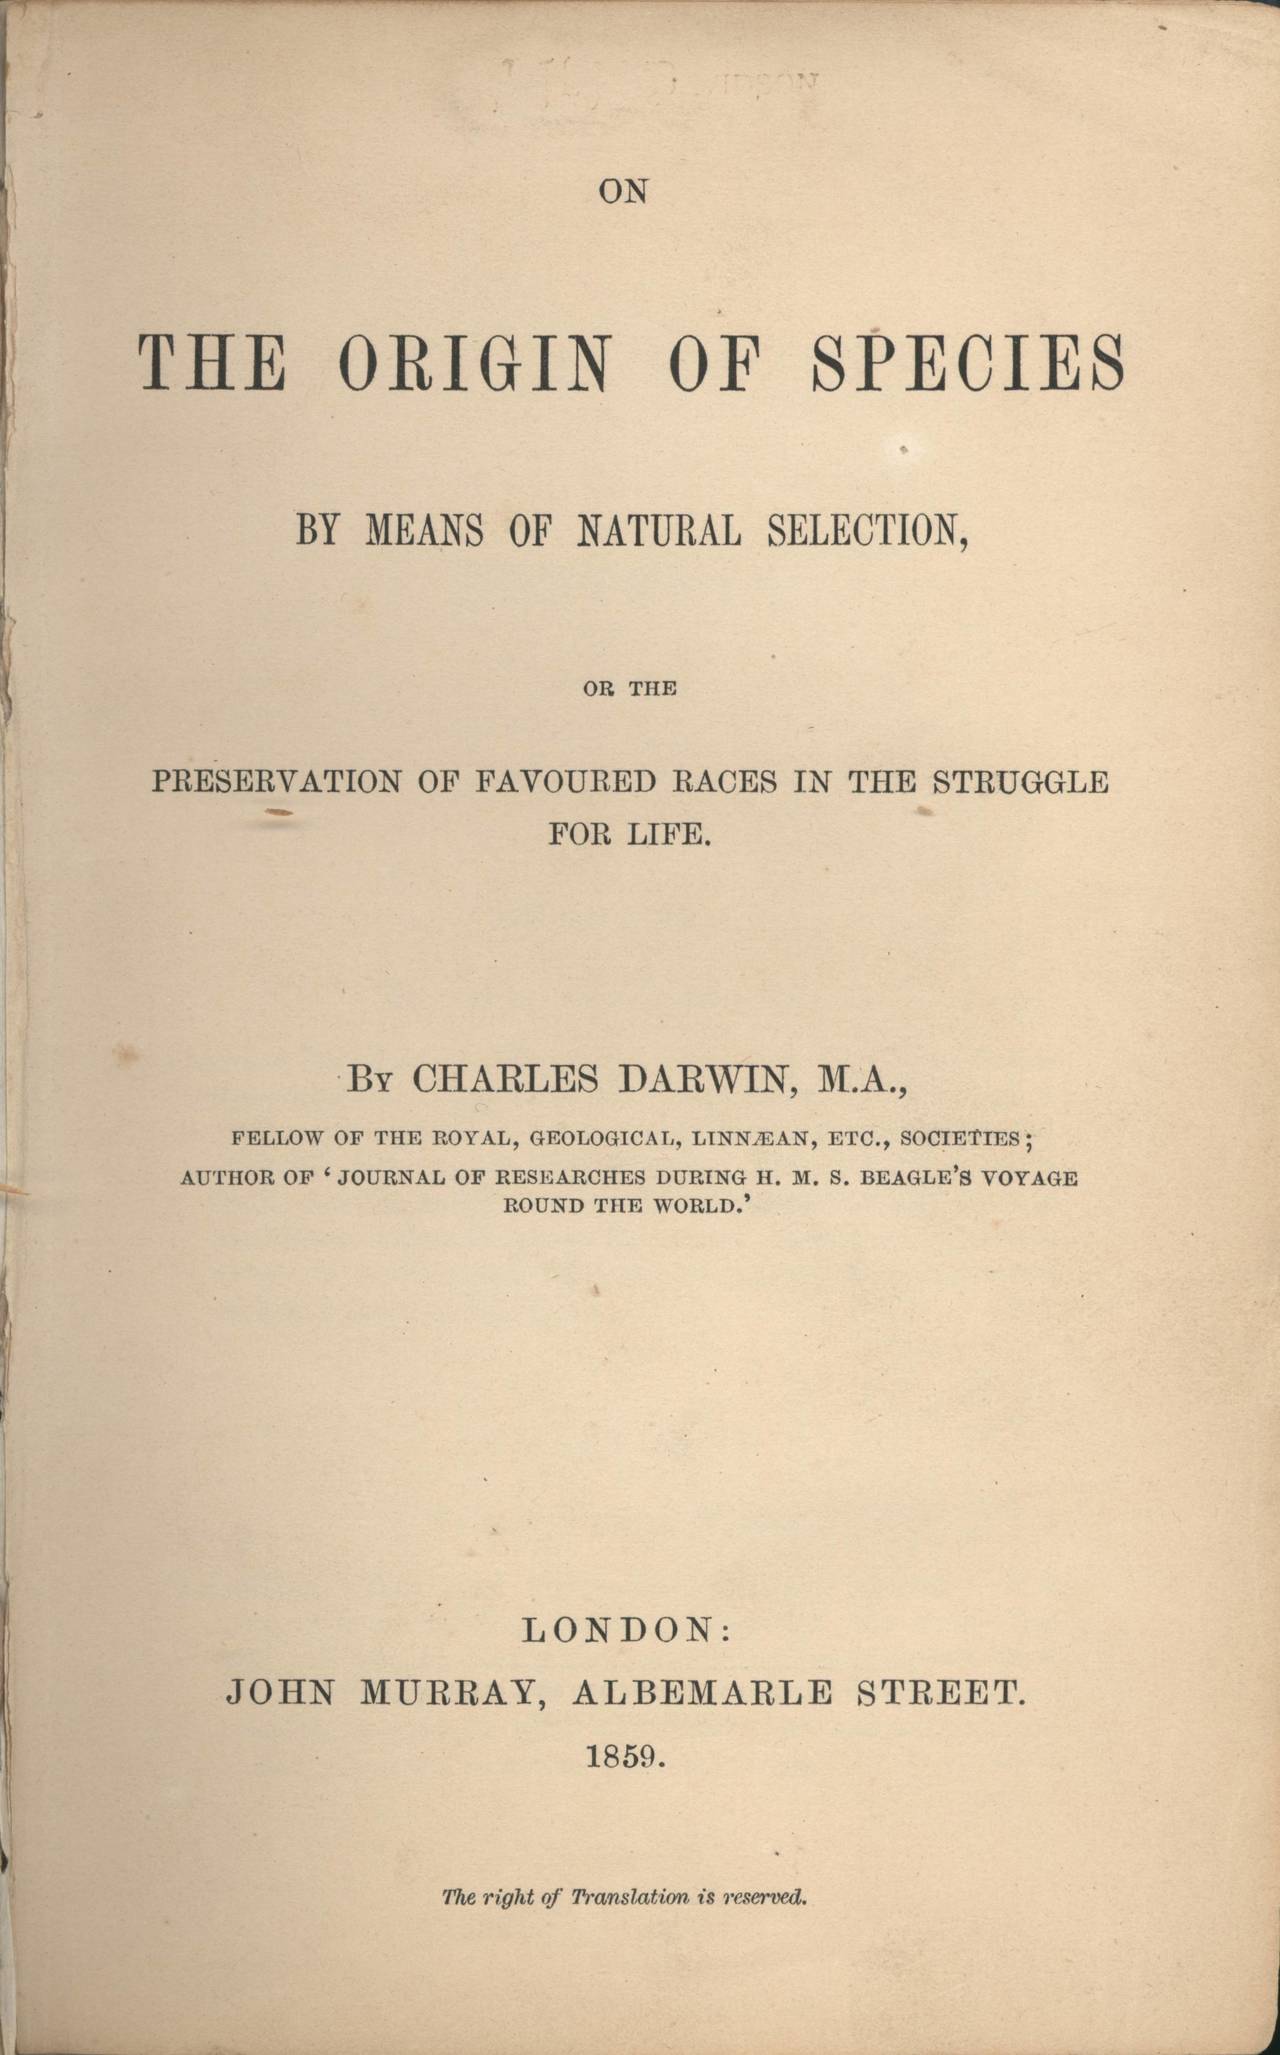 ON
THE ORIGIN OF SPECIES
BY MEANS OF NATURAL SELECTION,
OR THE
PRESERVATION OF FAVOURED RACES IN THE STRUGGLE
FOR LIFE.
BY CHARLES DARWIN, M.A.,
FELLOW OF THE ROYAL, GEOLOGICAL, LINNÆAN, ETC., SOCIETIES;
AUTHOR OF ‘JOURNAL OF RESEARCHES DURING H. M. S. BEAGLE’S VOYAGE
ROUND THE WORLD.’
LONDON:
JOHN MURRAY, ALBEMARLE STREET.
1859.
The right of Translation is reserved.